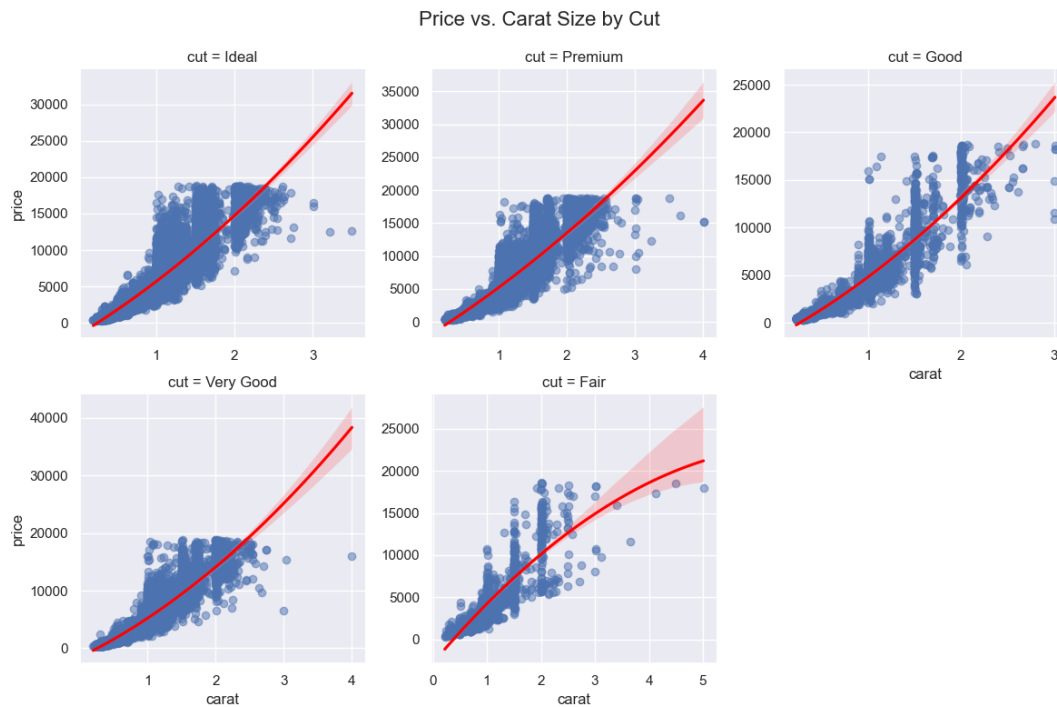 Price vs. Carat Size by Cut
cut = Ideal
30000
25000
20000
15000
10000
5000
0
price
1 2 3
cut = Premium
35000
30000
25000
20000
15000
10000
5000
0
1 2 3 4
cut = Good
25000
20000
15000
10000
5000
0
1 2 3
carat
cut = Very Good
40000
30000
20000
10000
0
price
1 2 3 4
carat
cut = Fair
25000
20000
15000
10000
5000
0
0 1 2 3 4 5
carat